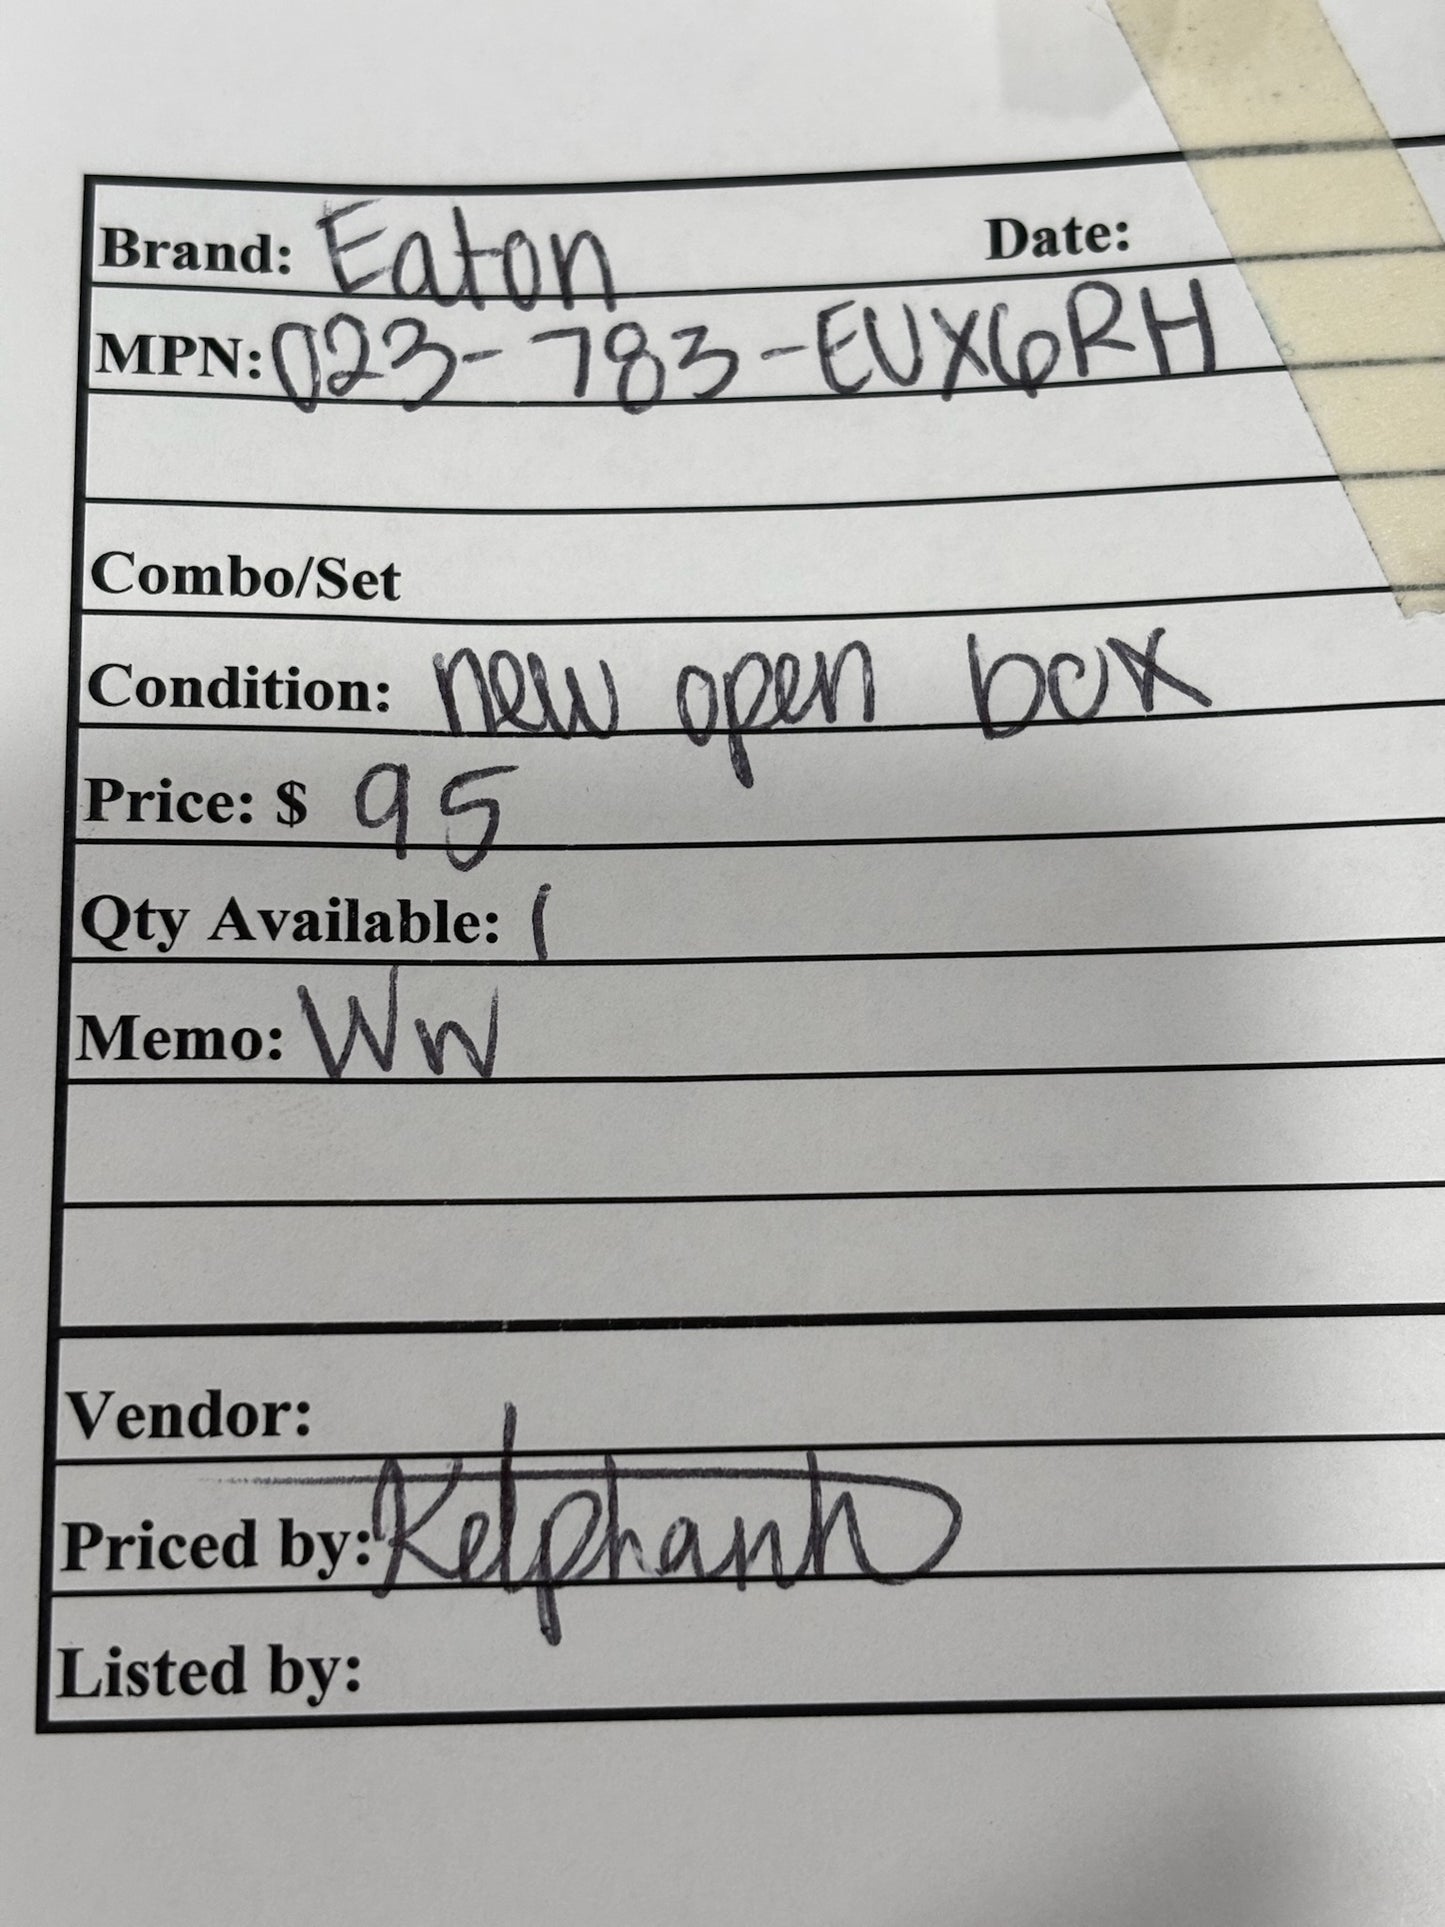 Brand: Eaton Date:
MPN: 023-783-EUX6RH
Combo/Set
Condition: new open box
Price: $ 95
Qty Available: 1
Memo: WW
Vendor:
Priced by:
Listed by: